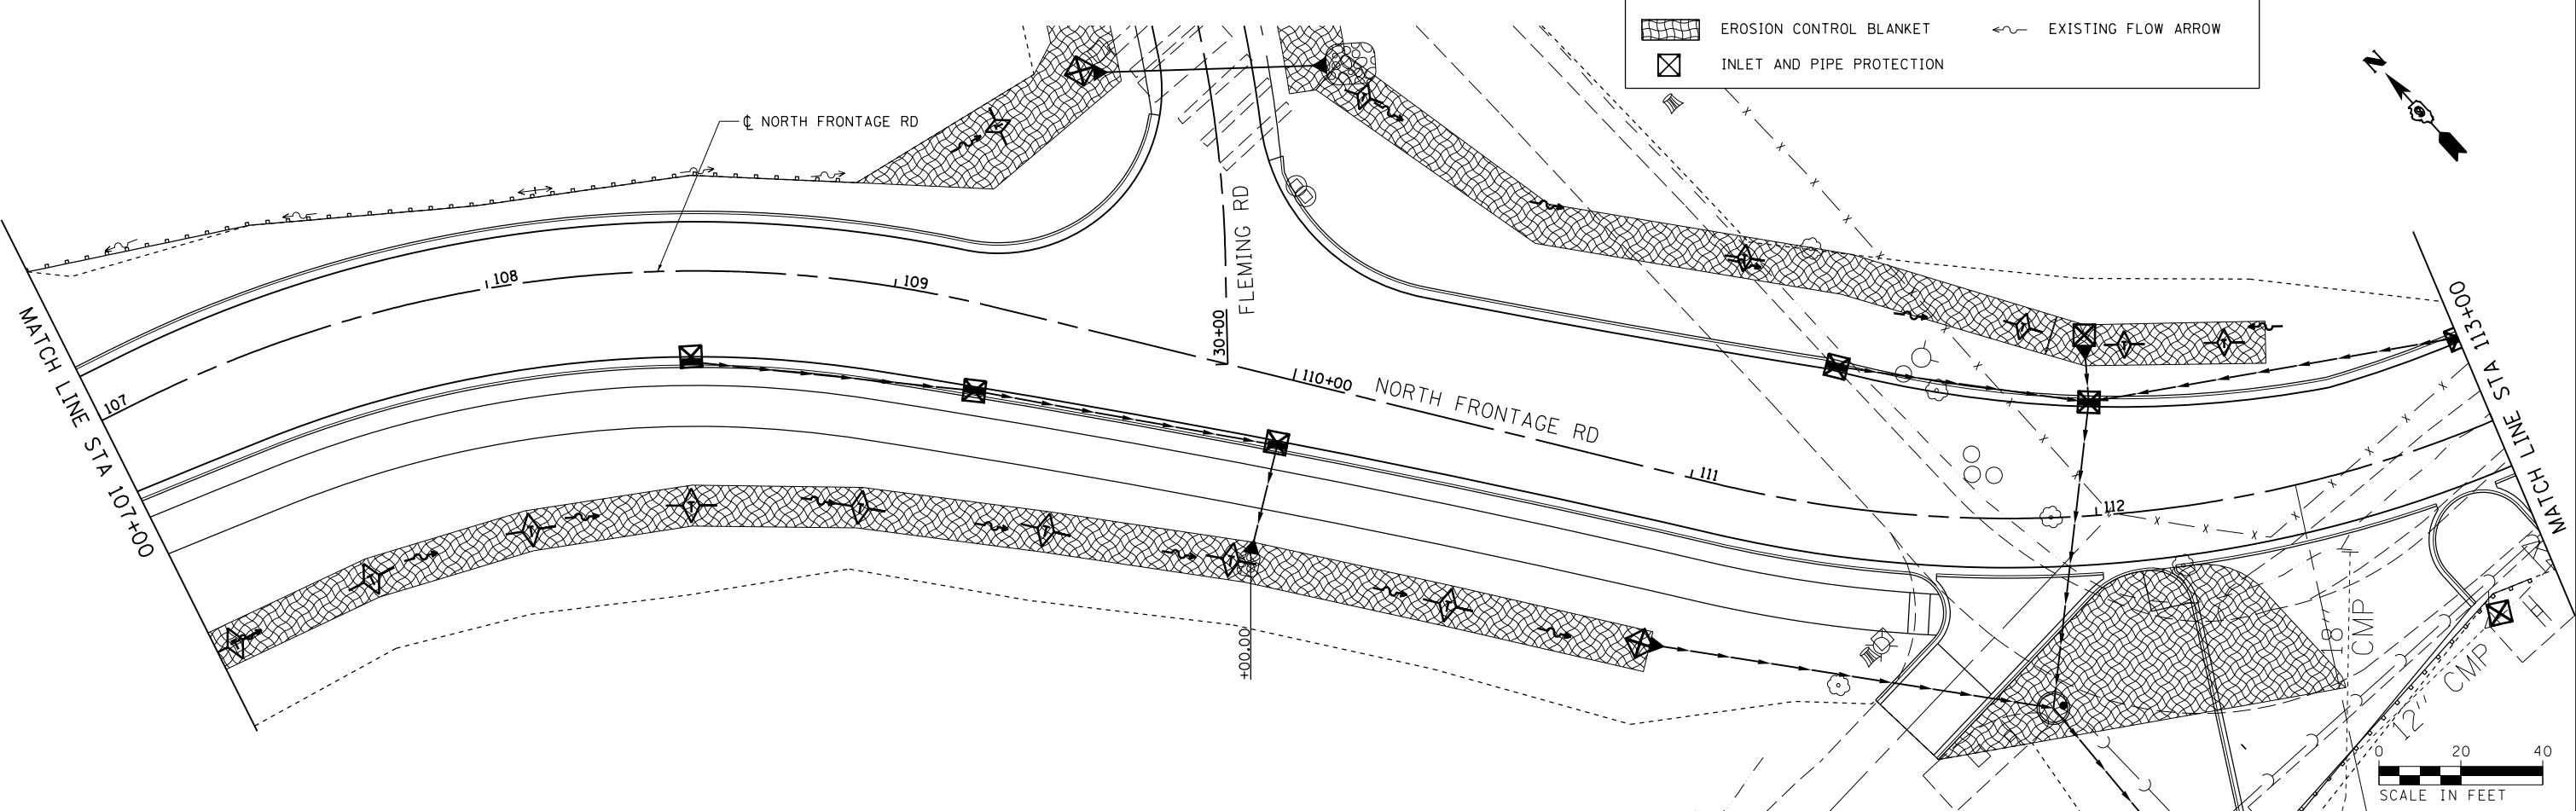 EROSION CONTROL BLANKET
EXISTING FLOW ARROW
INLET AND PIPE PROTECTION
N
℄ NORTH FRONTAGE RD
MATCH LINE STA 107+00
107
108
109
FLEMING RD
30+00
110+00
NORTH FRONTAGE RD
111
112
MATCH LINE STA 113+00
+00.00
T
T
T
T
T
T
T
T
T
T
T
T
T
T
18" CMP
12" CMP
0 20 40
SCALE IN FEET